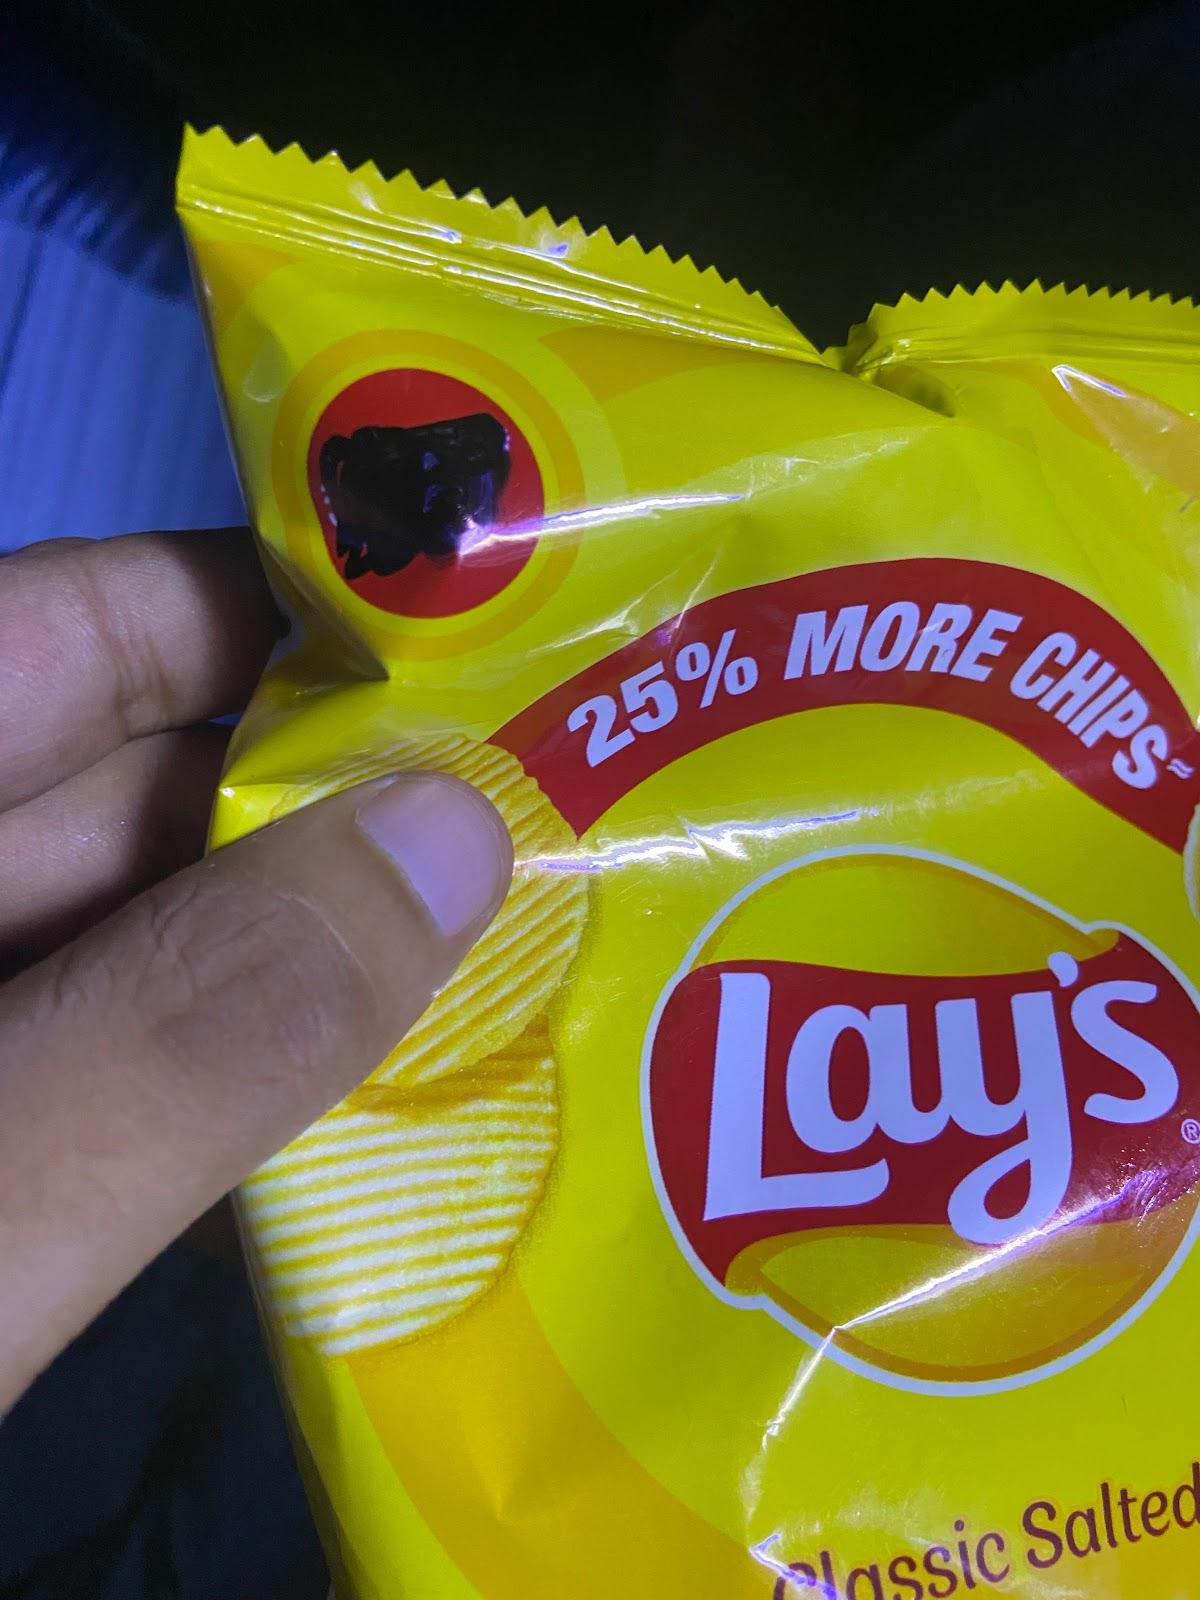 25% MORE CHIPS≈
Lay's®
Classic Salted